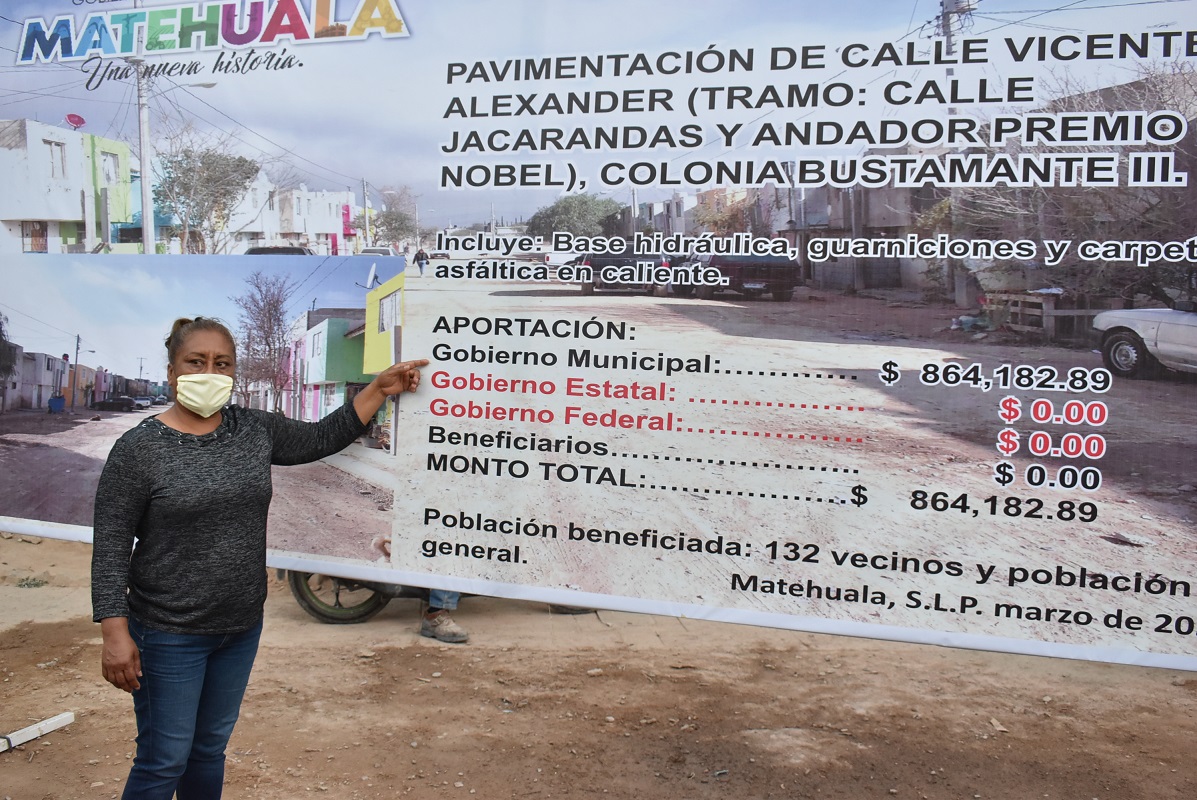 MATEHUALA
Una nueva historia.
PAVIMENTACIÓN DE CALLE VICENTE
ALEXANDER (TRAMO: CALLE
JACARANDAS Y ANDADOR PREMIO
NOBEL), COLONIA BUSTAMANTE III.
Incluye: Base hidráulica, guarniciones y carpet
asfáltica en caliente.
APORTACIÓN:
Gobierno Municipal:............ $ 864,182.89
Gobierno Estatal: ............... $ 0.00
Gobierno Federal:............... $ 0.00
Beneficiarios...................... $ 0.00
MONTO TOTAL:.................$ 864,182.89
Población beneficiada: 132 vecinos y población
general.
Matehuala, S.L.P. marzo de 20